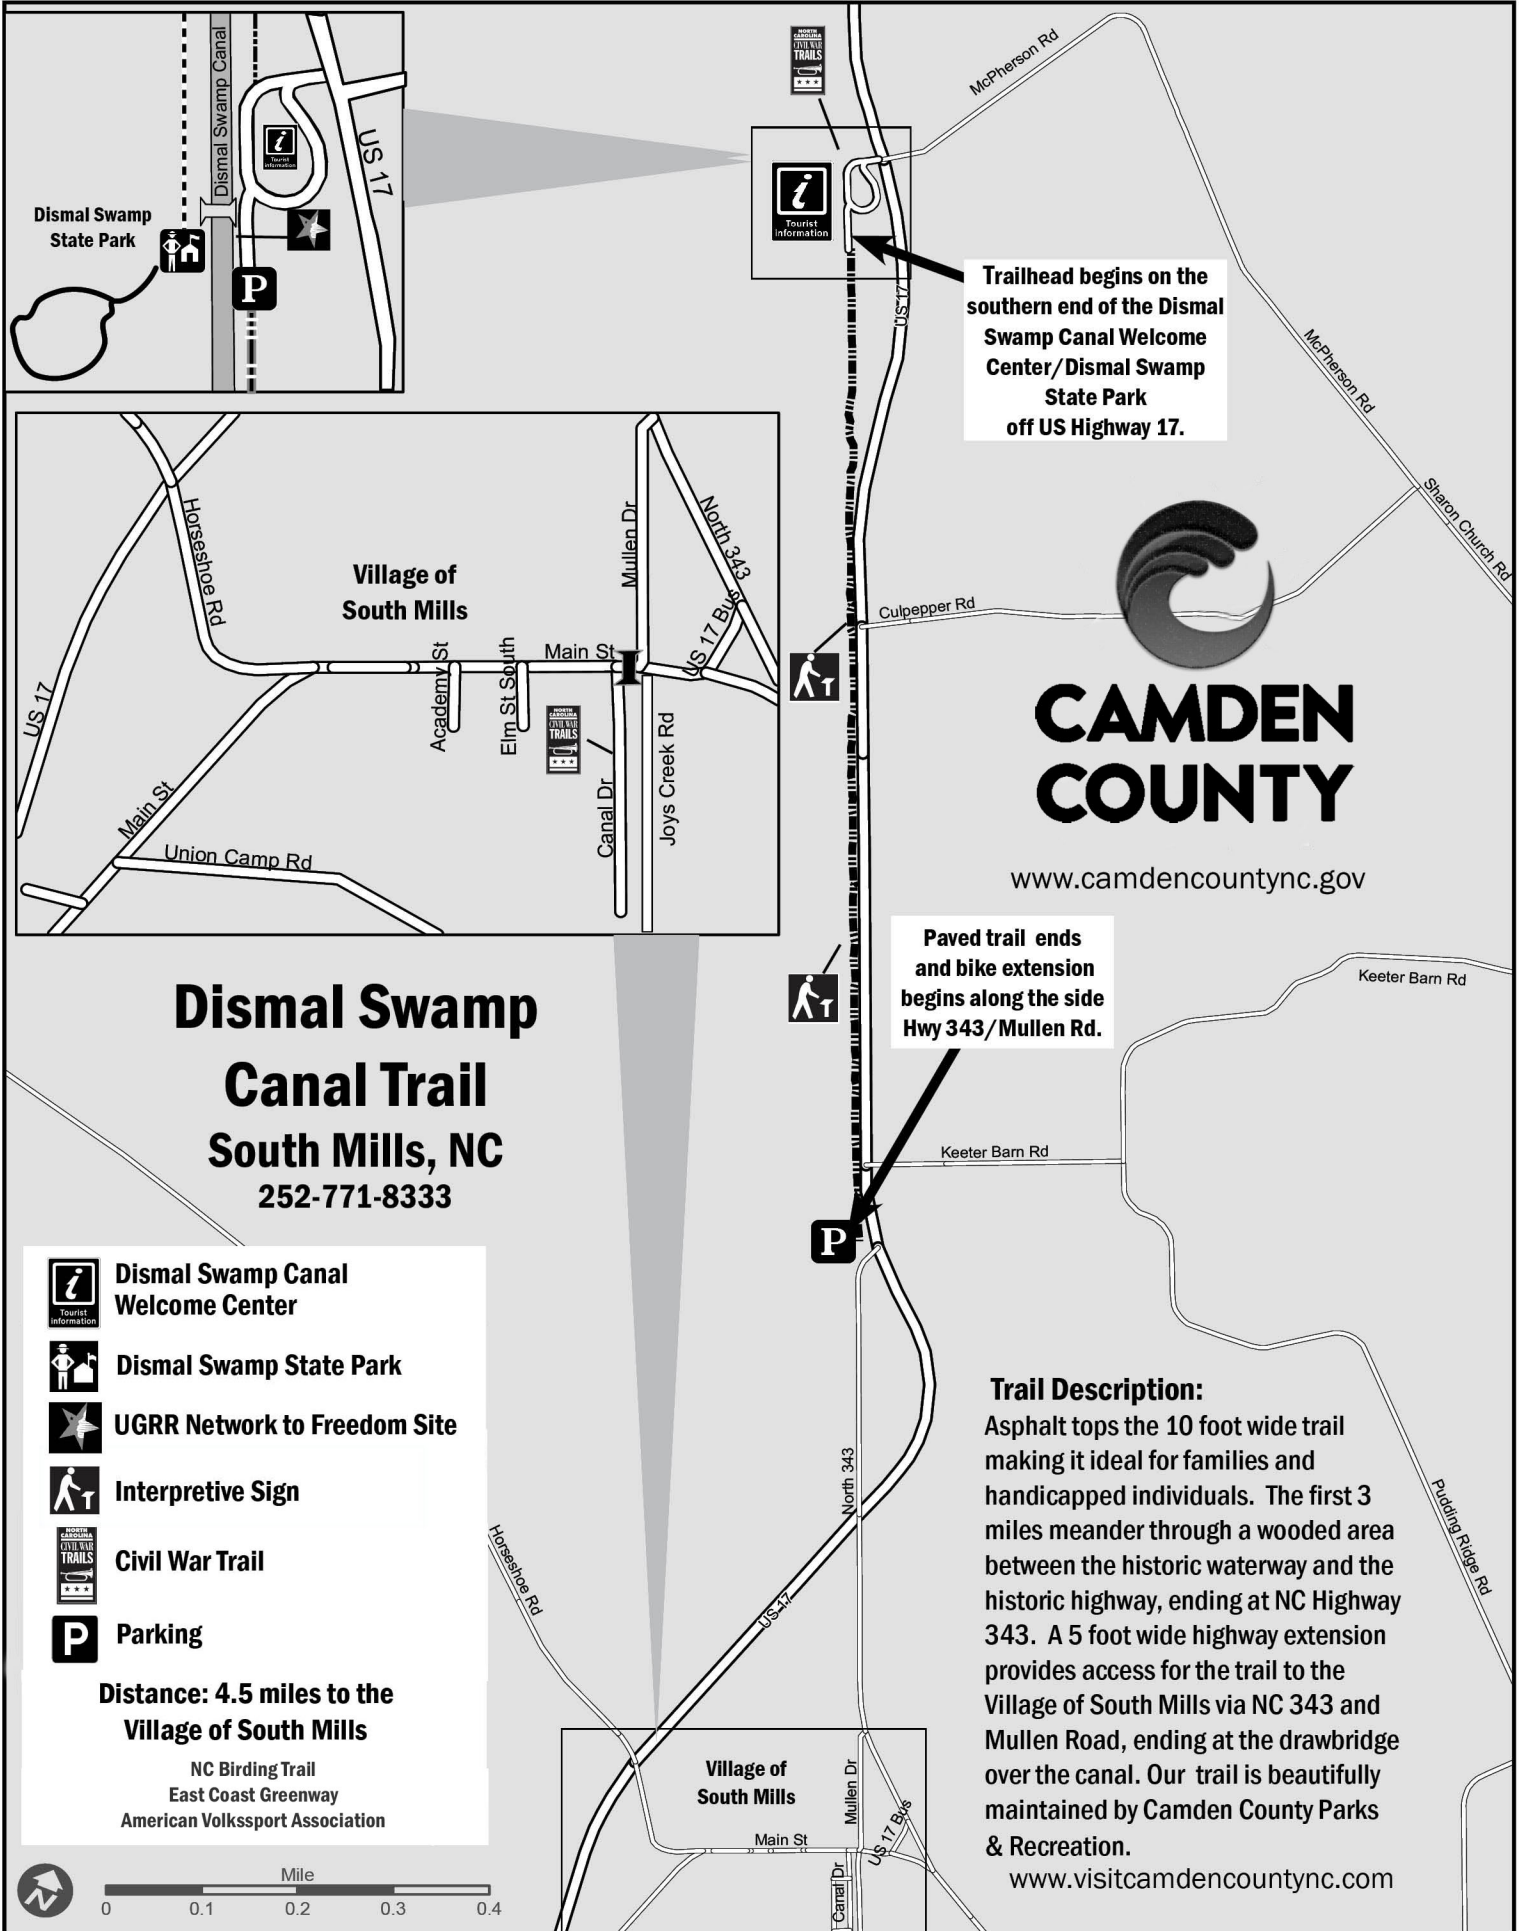 Dismal Swamp Canal
US 17
i
Tourist
Information
Dismal Swamp
State Park
P
NORTH
CAROLINA
CIVIL WAR
TRAILS
McPherson Rd
i
Tourist
Information
US 17
Trailhead begins on the
southern end of the Dismal
Swamp Canal Welcome
Center/Dismal Swamp
State Park
off US Highway 17.
McPherson Rd
Sharon Church Rd
Culpepper Rd
Horseshoe Rd
Village of
South Mills
Mullen Dr
North 343
US 17 Bus
Main St
Academy St
Elm St South
US 17
NORTH
CAROLINA
CIVIL WAR
TRAILS
Canal Dr
Joys Creek Rd
Main St
Union Camp Rd
CAMDEN
COUNTY
www.camdencountync.gov
Paved trail ends
and bike extension
begins along the side
Hwy 343/Mullen Rd.
Keeter Barn Rd
Keeter Barn Rd
P
Dismal Swamp
Canal Trail
South Mills, NC
252-771-8333
i
Tourist
Information
Dismal Swamp Canal
Welcome Center
Dismal Swamp State Park
UGRR Network to Freedom Site
Interpretive Sign
NORTH
CAROLINA
CIVIL WAR
TRAILS
Civil War Trail
P
Parking
Distance: 4.5 miles to the
Village of South Mills
NC Birding Trail
East Coast Greenway
American Volkssport Association
N
Mile
0 0.1 0.2 0.3 0.4
Horseshoe Rd
North 343
US 17
Pudding Ridge Rd
Village of
South Mills
Mullen Dr
US 17 Bus
Main St
Canal Dr
Trail Description:
Asphalt tops the 10 foot wide trail
making it ideal for families and
handicapped individuals. The first 3
miles meander through a wooded area
between the historic waterway and the
historic highway, ending at NC Highway
343. A 5 foot wide highway extension
provides access for the trail to the
Village of South Mills via NC 343 and
Mullen Road, ending at the drawbridge
over the canal. Our trail is beautifully
maintained by Camden County Parks
& Recreation.
www.visitcamdencountync.com